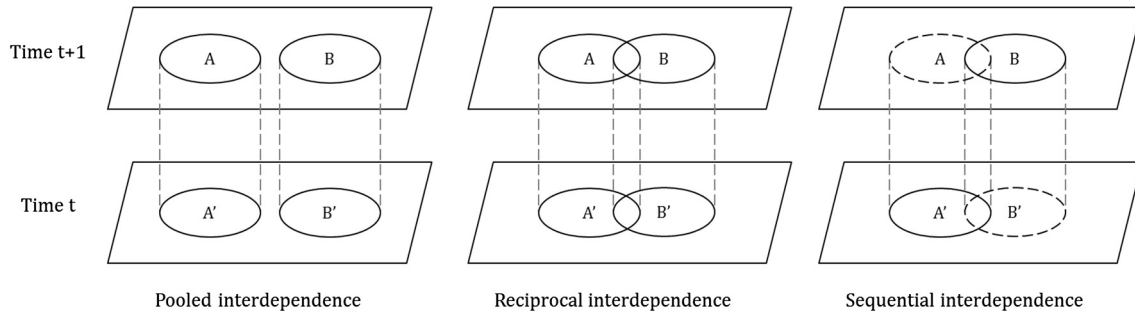 Time t+1
A
B
A
B
A
B
Time t
A’
B’
A’
B’
A’
B’
Pooled interdependence
Reciprocal interdependence
Sequential interdependence